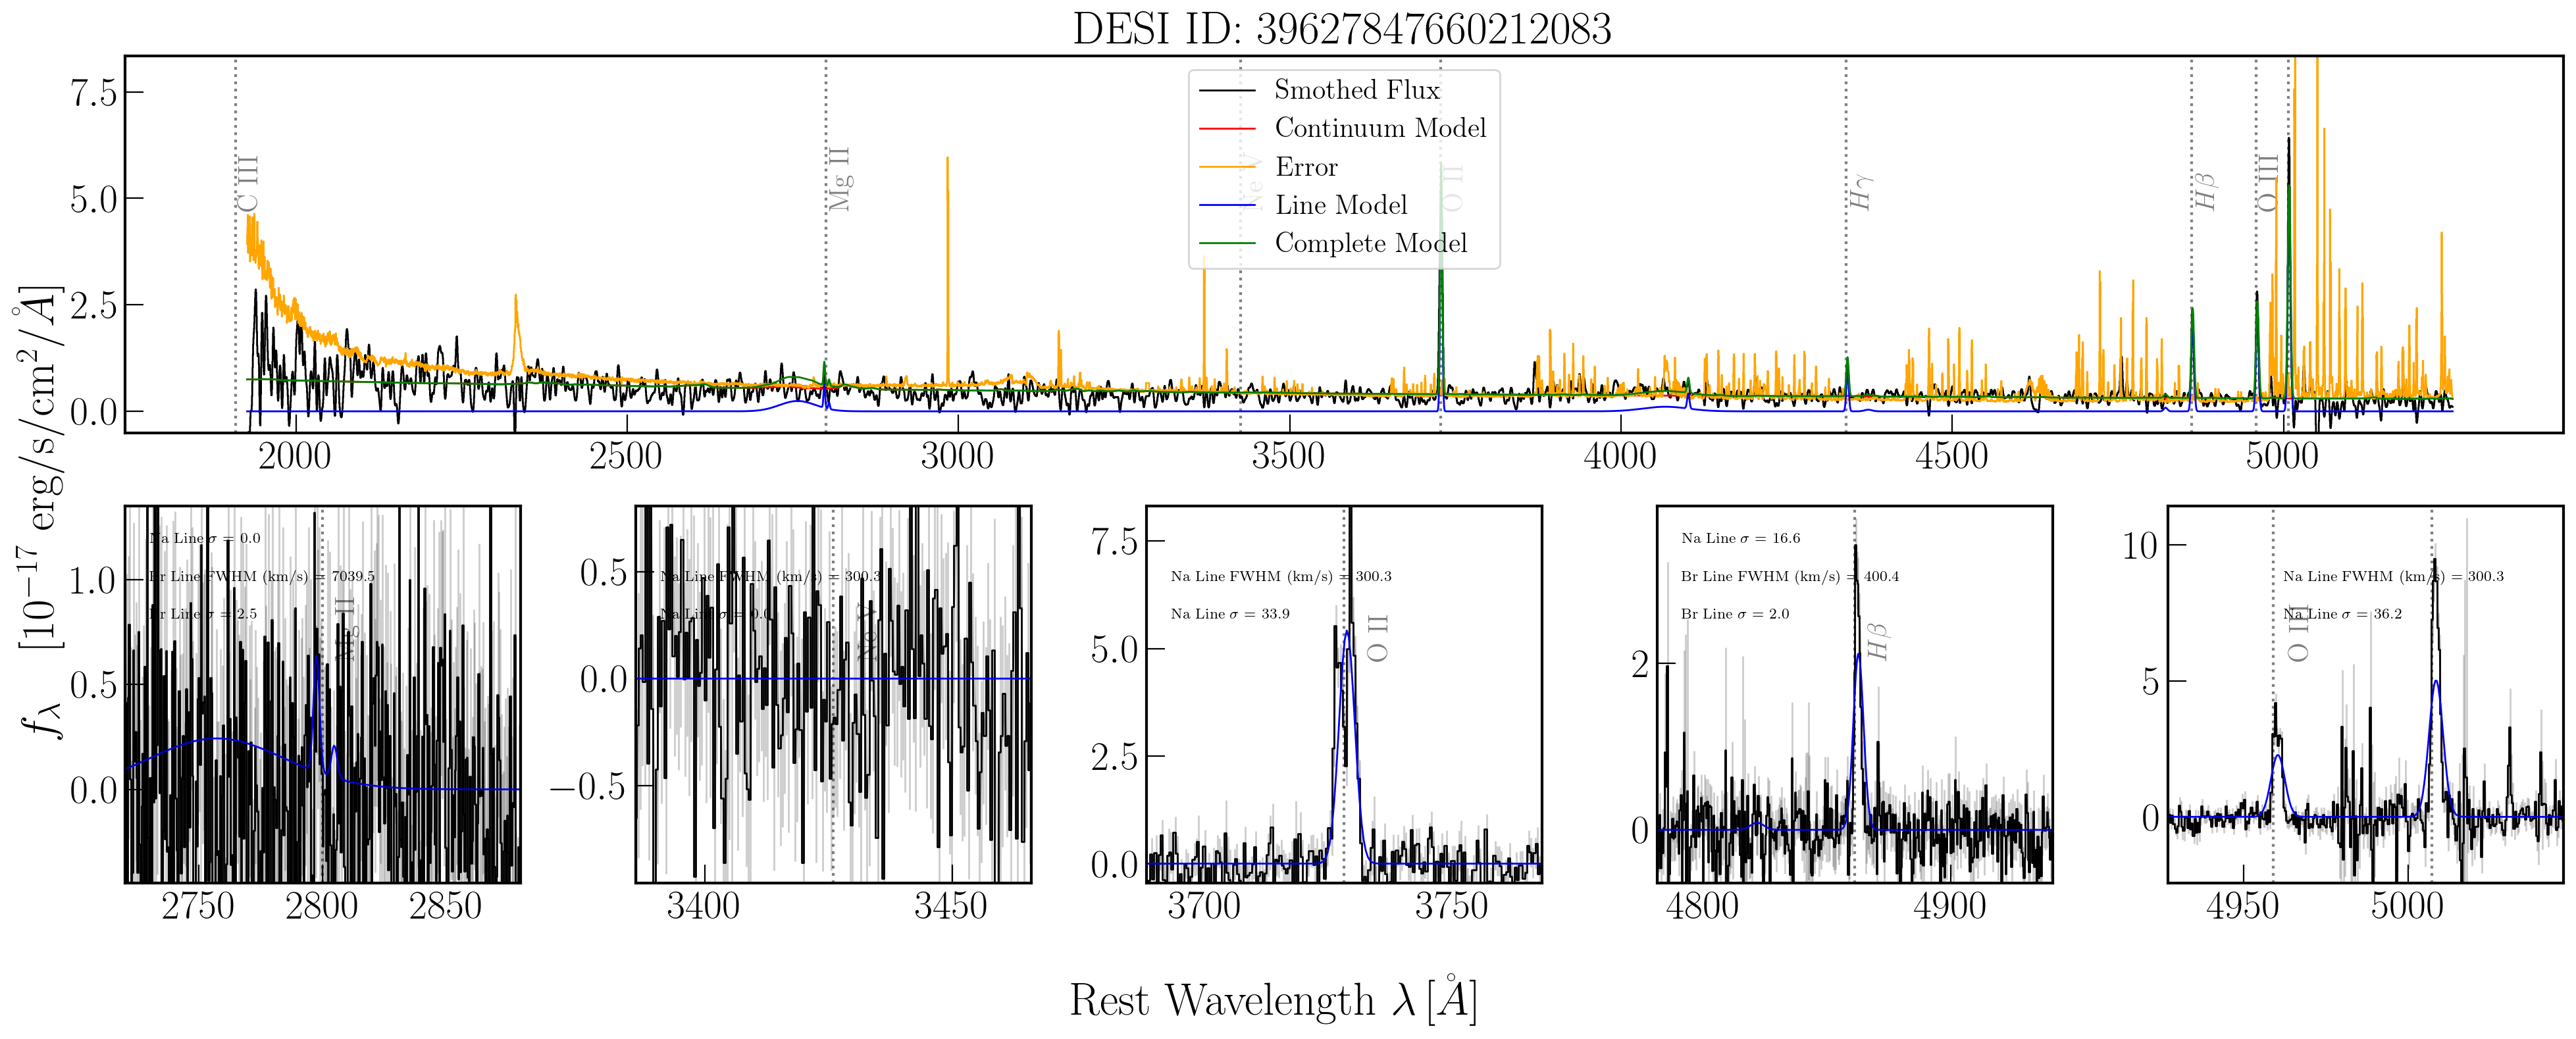 DESI ID: 39627847660212083
7.5
5.0
2.5
0.0
Smothed Flux
Continuum Model
Error
Line Model
Complete Model
C III
Mg II
Ne V
O II
Hγ
Hβ
O III
2000
2500
3000
3500
4000
4500
5000
f_λ [10^{-17} erg/s/cm^2/Å]
1.0
0.5
0.0
Na Line σ = 0.0
Br Line FWHM (km/s) = 7039.5
Br Line σ = 2.5
Mg II
2750
2800
2850
0.5
0.0
−0.5
Na Line FWHM (km/s) = 300.3
Na Line σ = 0.0
Ne V
3400
3450
7.5
5.0
2.5
0.0
Na Line FWHM (km/s) = 300.3
Na Line σ = 33.9
O II
3700
3750
2
0
Na Line σ = 16.6
Br Line FWHM (km/s) = 400.4
Br Line σ = 2.0
Hβ
4800
4900
10
5
0
Na Line FWHM (km/s) = 300.3
Na Line σ = 36.2
O III
4950
5000
Rest Wavelength λ [Å]